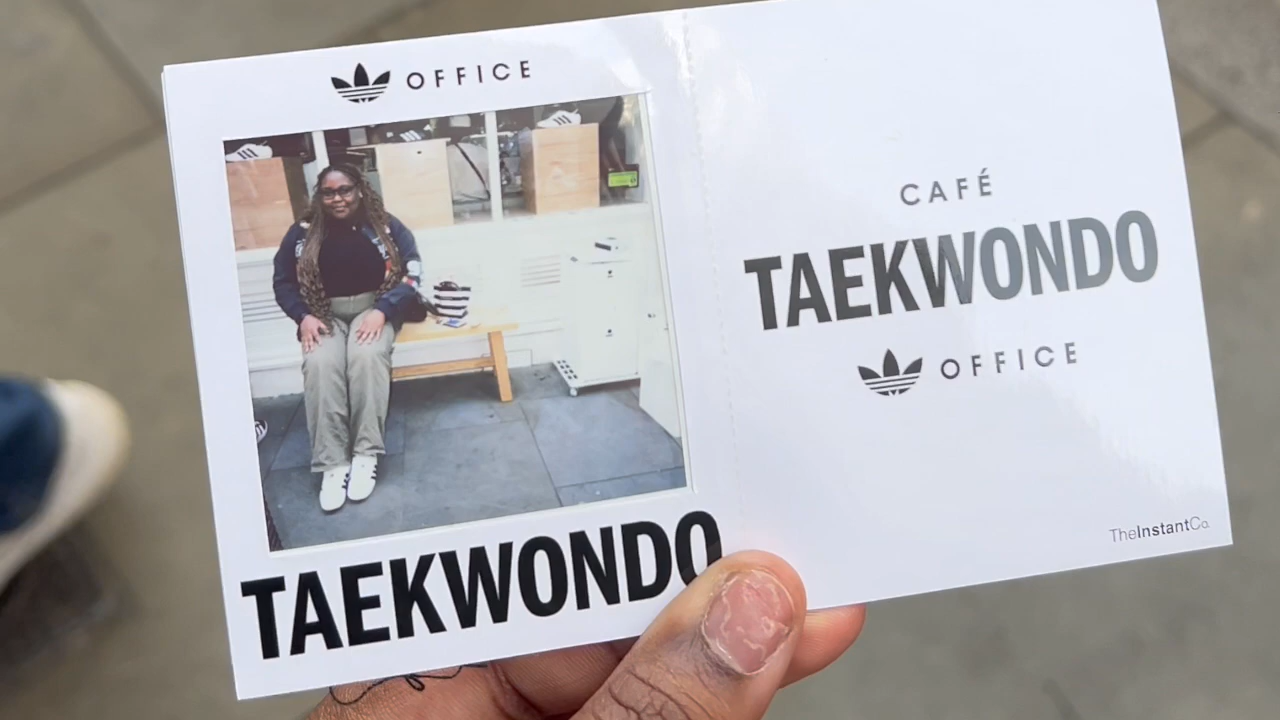 OFFICE
TAEKWONDO
CAFÉ
TAEKWONDO
OFFICE
TheInstantCo.